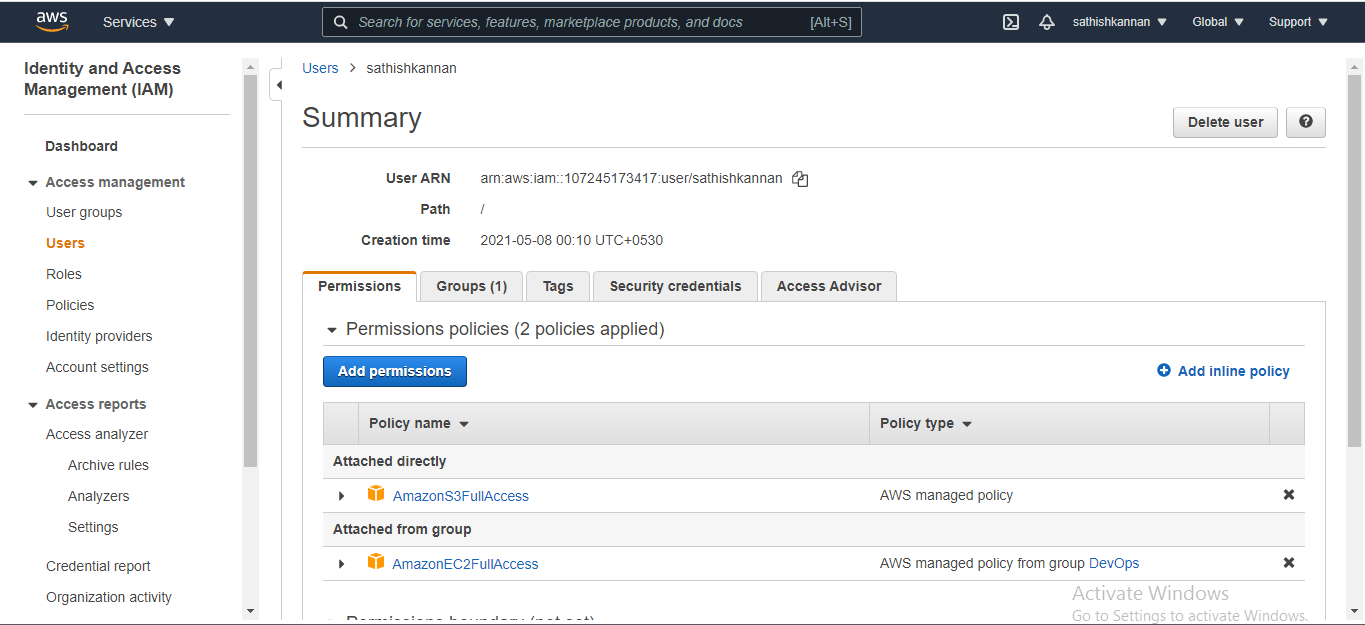 aws
Services
Search for services, features, marketplace products, and docs [Alt+S]
sathishkannan
Global
Support
Identity and Access
Management (IAM)
Dashboard
Access management
User groups
Users
Roles
Policies
Identity providers
Account settings
Access reports
Access analyzer
Archive rules
Analyzers
Settings
Credential report
Organization activity
Users > sathishkannan
Summary
Delete user
?
User ARN arn:aws:iam::107245173417:user/sathishkannan
Path /
Creation time 2021-05-08 00:10 UTC+0530
Permissions Groups (1) Tags Security credentials Access Advisor
Permissions policies (2 policies applied)
Add permissions
Add inline policy
Policy name Policy type
Attached directly
AmazonS3FullAccess AWS managed policy
Attached from group
AmazonEC2FullAccess AWS managed policy from group DevOps
Permissions boundary (not set)
Activate Windows
Go to Settings to activate Windows.